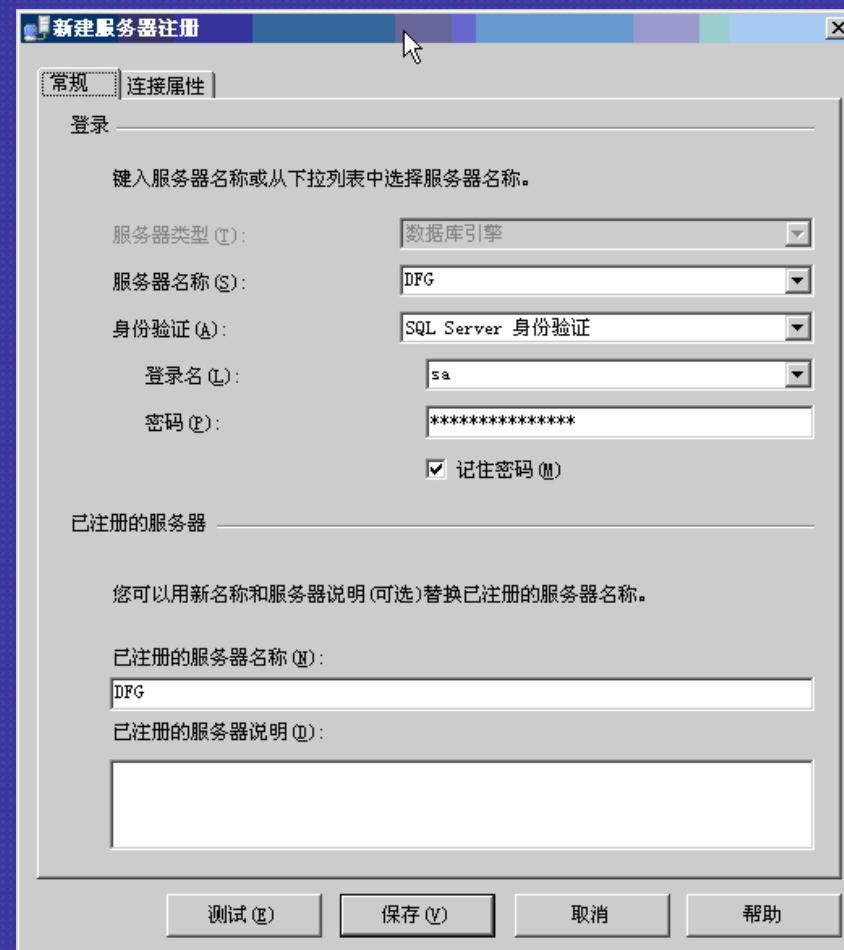 新建服务器注册
常规 连接属性
登录
键入服务器名称或从下拉列表中选择服务器名称。
服务器类型(T): 数据库引擎
服务器名称(S): DFG
身份验证(A): SQL Server 身份验证
登录名(L): sa
密码(P): ***************
记住密码(M)
已注册的服务器
您可以用新名称和服务器说明(可选)替换已注册的服务器名称。
已注册的服务器名称(N):
DFG
已注册的服务器说明(D):
测试(E) 保存(V) 取消 帮助